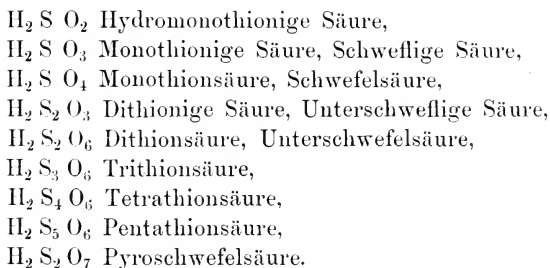 H₂ S O₂ Hydromonothionige Säure,
H₂ S O₃ Monothionige Säure, Schweflige Säure,
H₂ S O₄ Monothionsäure, Schwefelsäure,
H₂ S₂ O₃ Dithionige Säure, Unterschweflige Säure,
H₂ S₂ O₆ Dithionsäure, Unterschwefelsäure,
H₂ S₃ O₆ Trithionsäure,
H₂ S₄ O₆ Tetrathionsäure,
H₂ S₅ O₆ Pentathionsäure,
H₂ S₂ O₇ Pyroschwefelsäure.